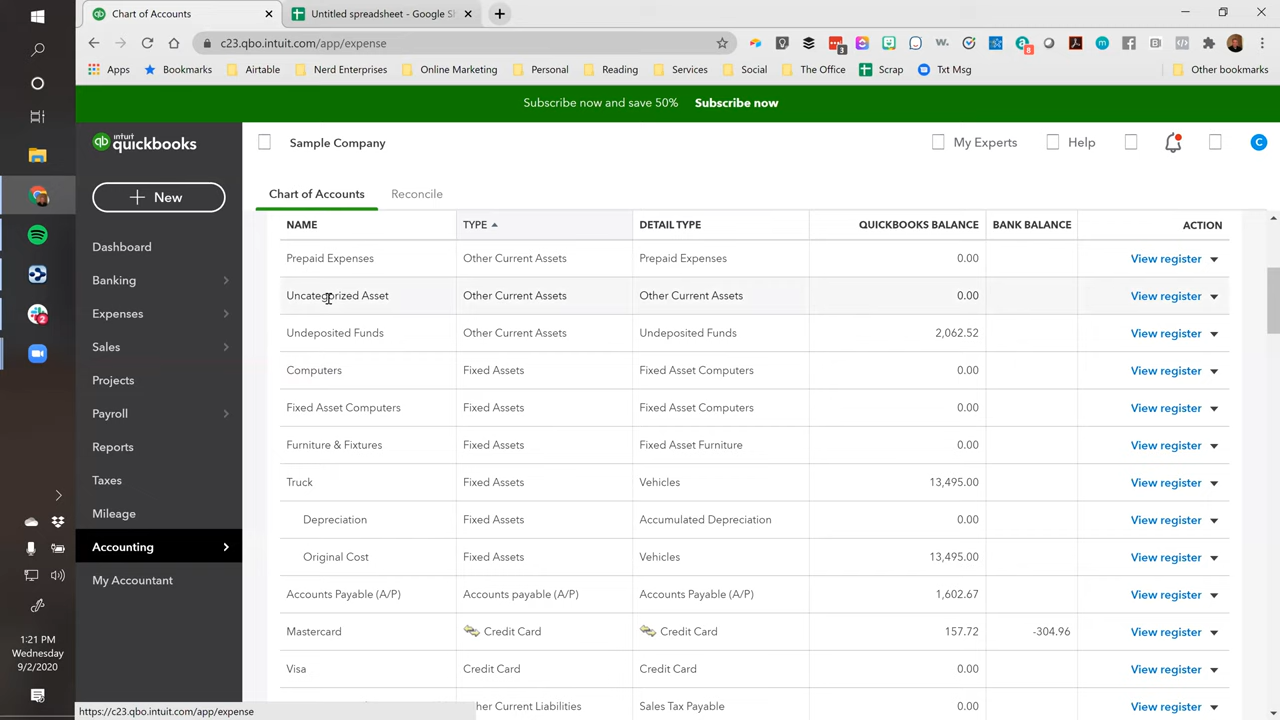 Chart of Accounts
Untitled spreadsheet - Google Sh
c23.qbo.intuit.com/app/expense
3
8
Apps Bookmarks Airtable Nerd Enterprises Online Marketing Personal Reading Services Social The Office Scrap Txt Msg Other bookmarks
Subscribe now and save 50% Subscribe now
intuit
quickbooks
Sample Company
My Experts
Help
C
New
Dashboard
Banking
Expenses
Sales
Projects
Payroll
Reports
Taxes
Mileage
Accounting
My Accountant
Chart of Accounts Reconcile
NAME TYPE DETAIL TYPE QUICKBOOKS BALANCE BANK BALANCE ACTION
Prepaid Expenses Other Current Assets Prepaid Expenses 0.00 View register
Uncategorized Asset Other Current Assets Other Current Assets 0.00 View register
Undeposited Funds Other Current Assets Undeposited Funds 2,062.52 View register
Computers Fixed Assets Fixed Asset Computers 0.00 View register
Fixed Asset Computers Fixed Assets Fixed Asset Computers 0.00 View register
Furniture & Fixtures Fixed Assets Fixed Asset Furniture 0.00 View register
Truck Fixed Assets Vehicles 13,495.00 View register
Depreciation Fixed Assets Accumulated Depreciation 0.00 View register
Original Cost Fixed Assets Vehicles 13,495.00 View register
Accounts Payable (A/P) Accounts payable (A/P) Accounts Payable (A/P) 1,602.67 View register
Mastercard Credit Card Credit Card 157.72 -304.96 View register
Visa Credit Card Credit Card 0.00 View register
her Current Liabilities Sales Tax Payable 0.00 View register
https://c23.qbo.intuit.com/app/expense
1:21 PM
Wednesday
9/2/2020